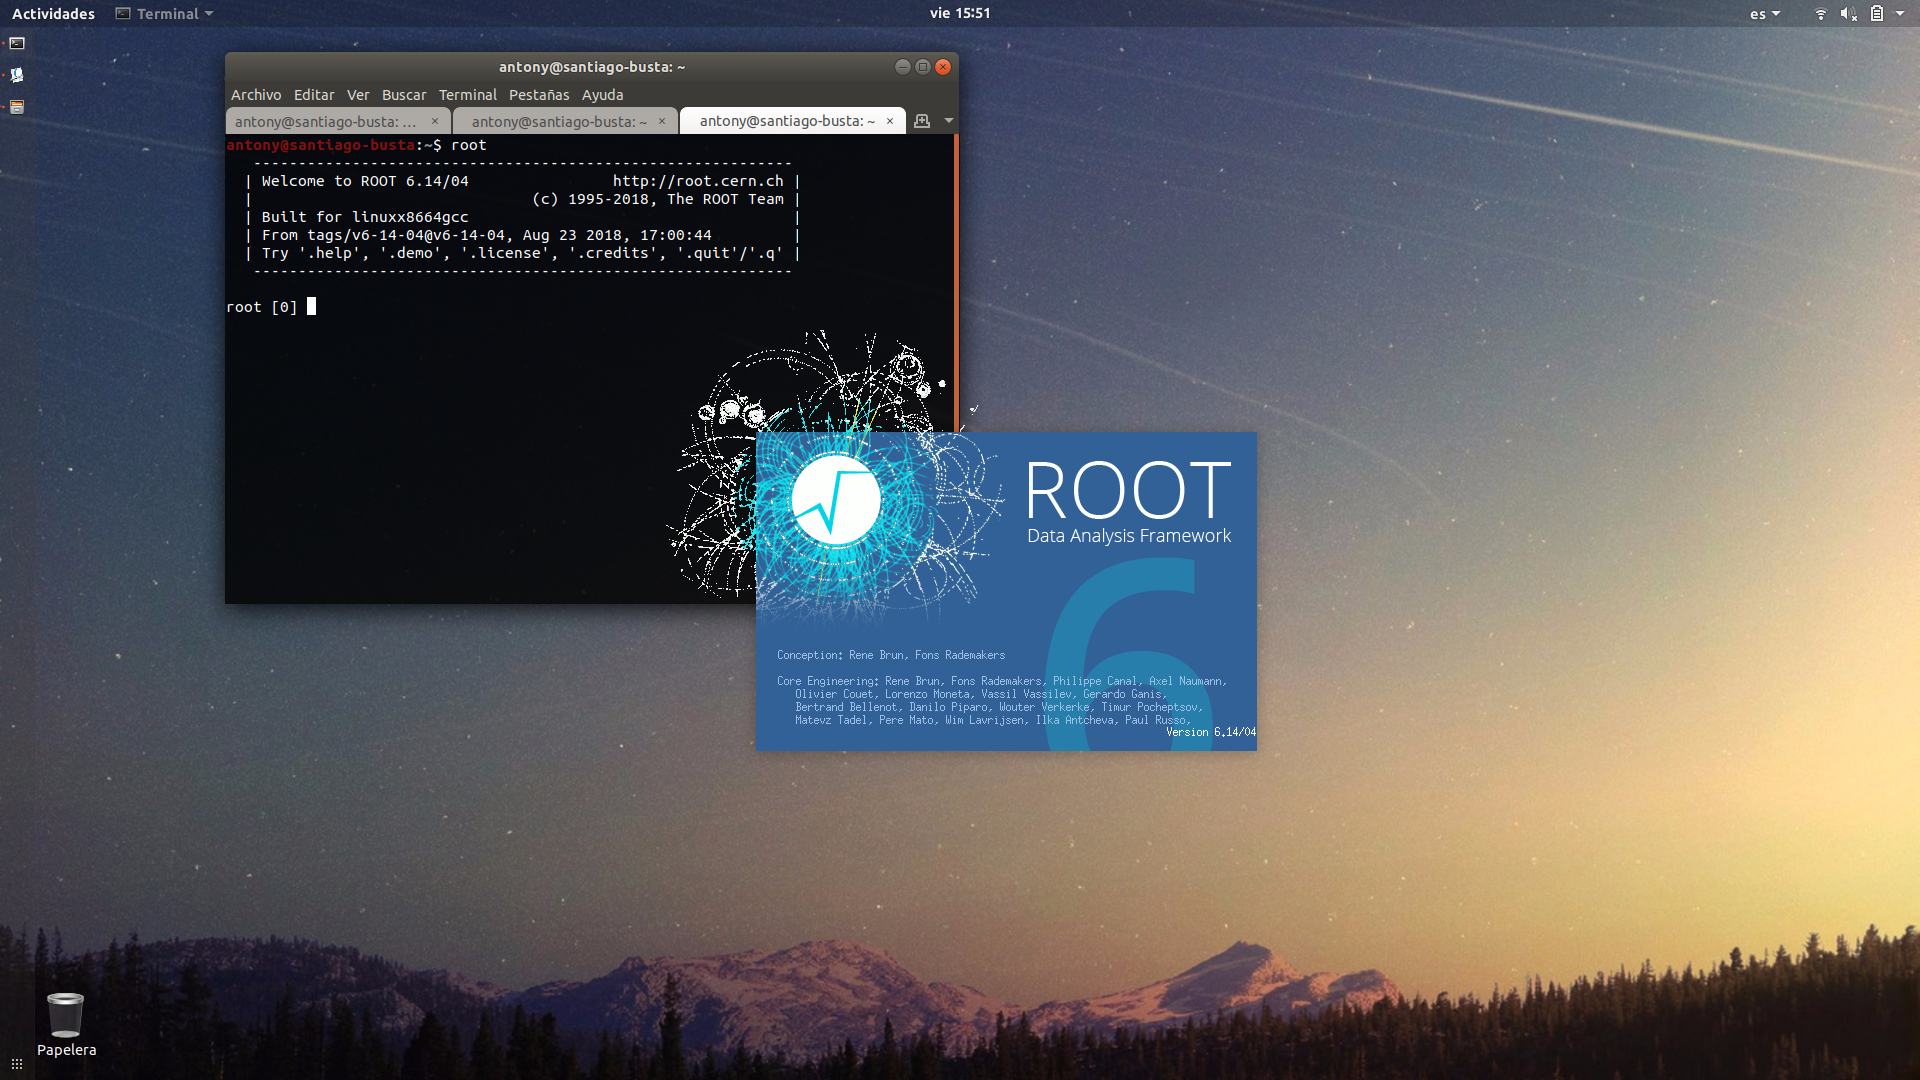 Actividades Terminal vie 15:51 es
antony@santiago-busta: ~
Archivo Editar Ver Buscar Terminal Pestañas Ayuda
antony@santiago-busta: ... × antony@santiago-busta: ~ × antony@santiago-busta: ~ ×
antony@santiago-busta:~$ root
------------------------------------------------------------
| Welcome to ROOT 6.14/04 http://root.cern.ch |
| (c) 1995-2018, The ROOT Team |
| Built for linuxx8664gcc |
| From tags/v6-14-04@v6-14-04, Aug 23 2018, 17:00:44 |
| Try '.help', '.demo', '.license', '.credits', '.quit'/'.q' |
------------------------------------------------------------
root [0]
ROOT
Data Analysis Framework
6
Conception: Rene Brun, Fons Rademakers
Core Engineering: Rene Brun, Fons Rademakers, Philippe Canal, Axel Naumann,
Olivier Couet, Lorenzo Moneta, Vassil Vassilev, Gerardo Ganis,
Bertrand Bellenot, Danilo Piparo, Wouter Verkerke, Timur Pocheptsov,
Matevz Tadel, Pere Mato, Wim Lavrijsen, Ilka Antcheva, Paul Russo,
Version 6.14/04
Papelera